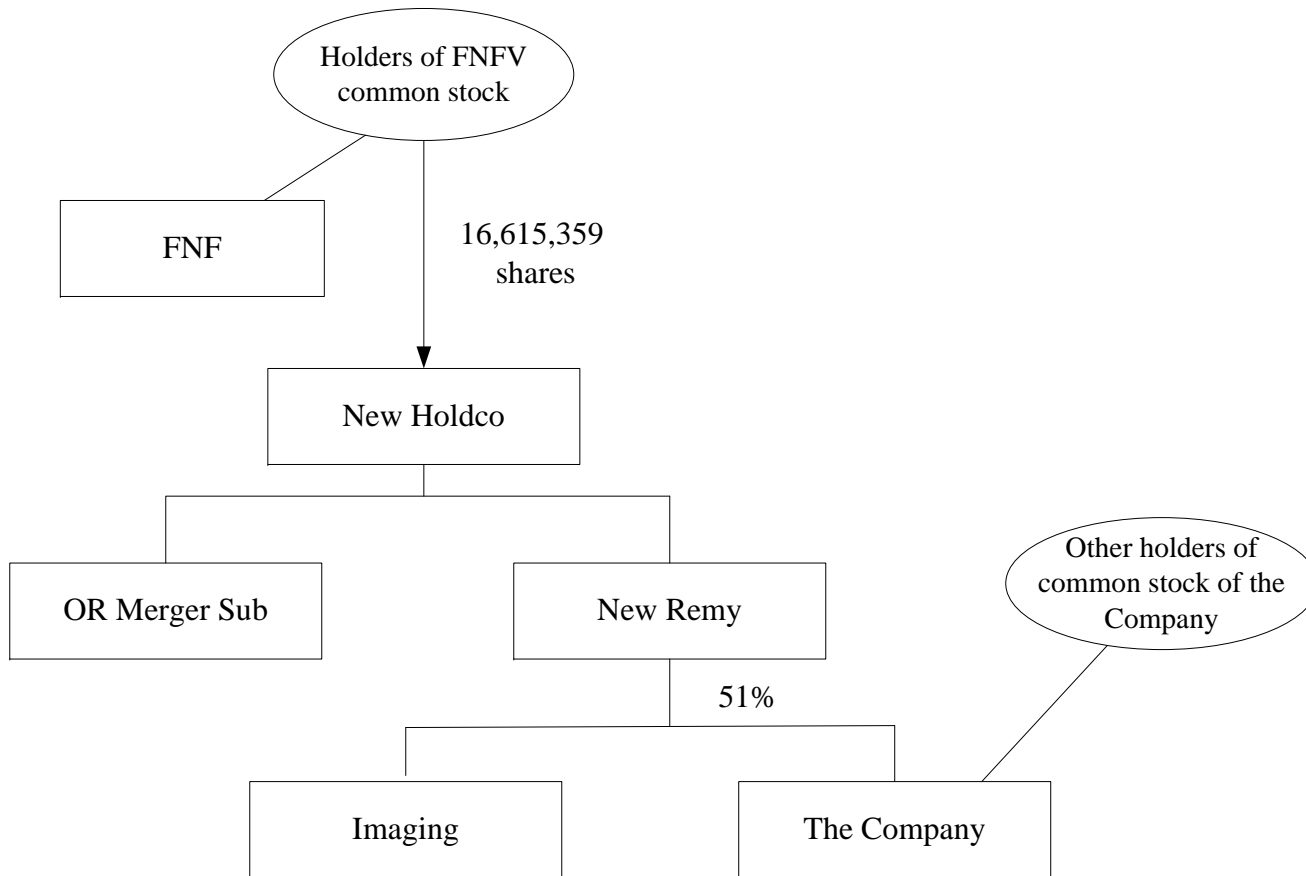 Holders of FNFV
common stock
FNF
16,615,359
shares
New Holdco
OR Merger Sub
New Remy
Other holders of
common stock of the
Company
51%
Imaging
The Company